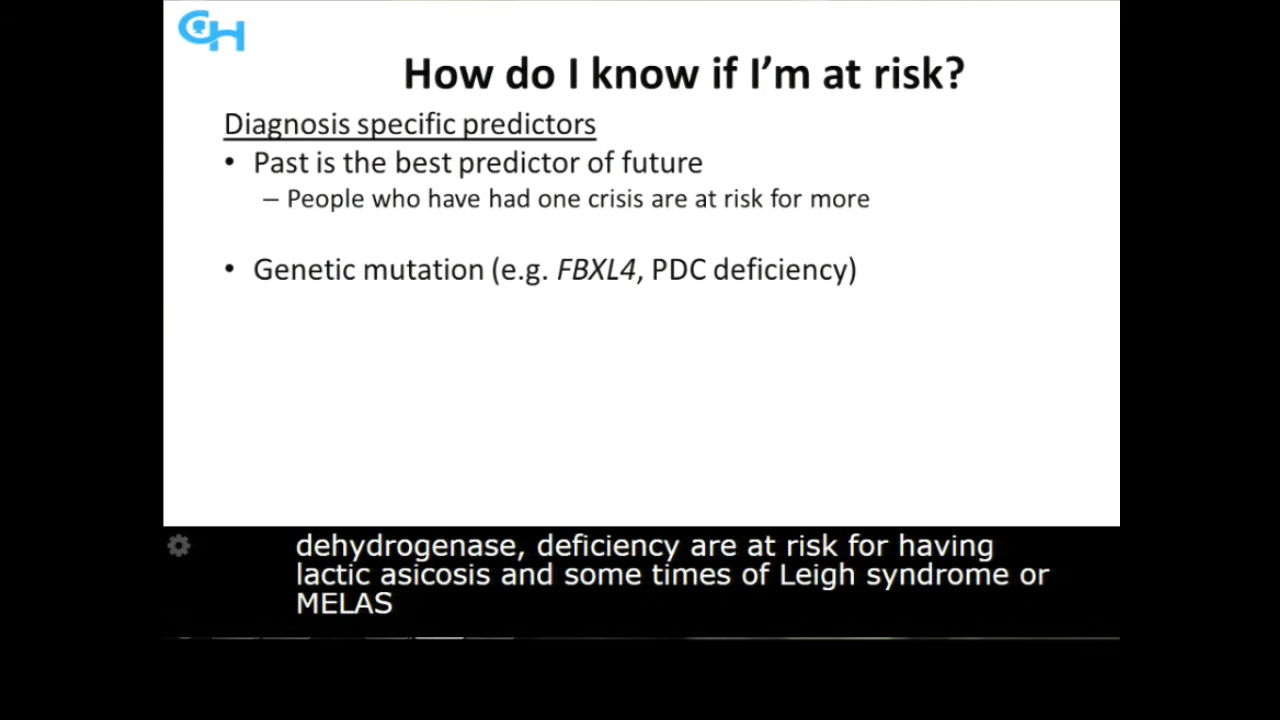 CH
How do I know if I'm at risk?
Diagnosis specific predictors
• Past is the best predictor of future
– People who have had one crisis are at risk for more
• Genetic mutation (e.g. FBXL4, PDC deficiency)
dehydrogenase, deficiency are at risk for having
lactic asicosis and some times of Leigh syndrome or
MELAS